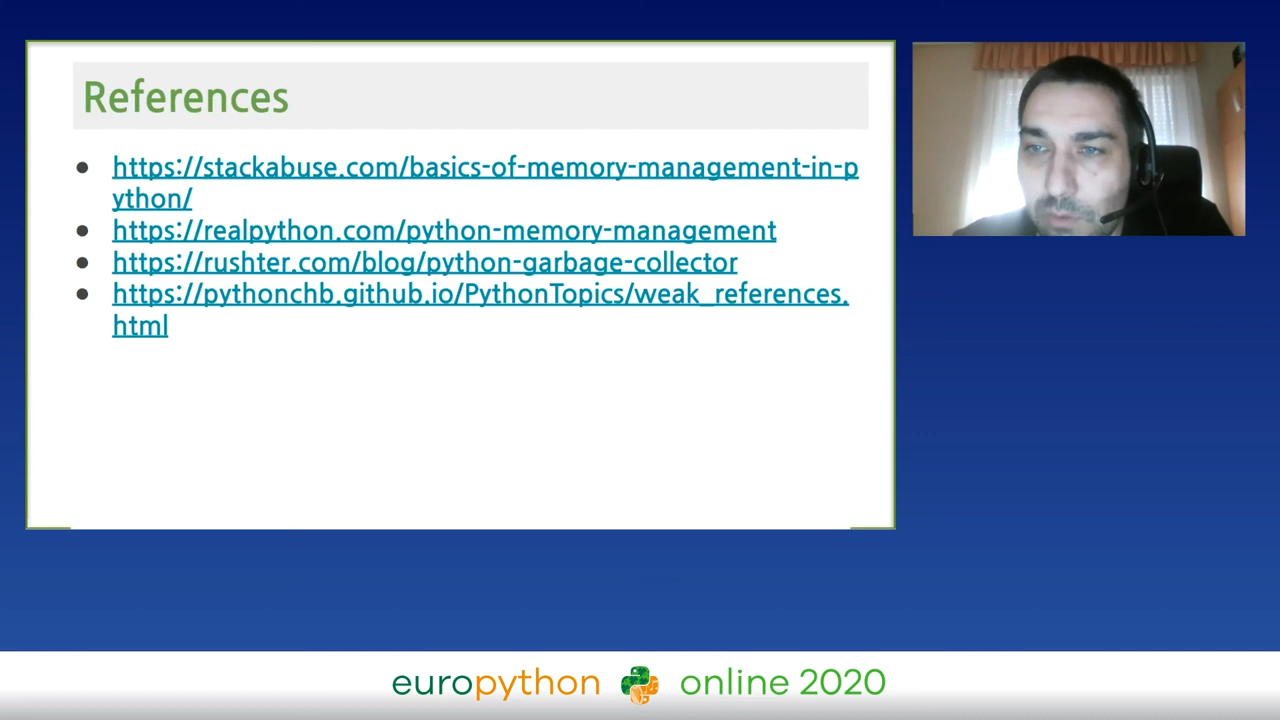 References
https://stackabuse.com/basics-of-memory-management-in-p
ython/
https://realpython.com/python-memory-management
https://rushter.com/blog/python-garbage-collector
https://pythonchb.github.io/PythonTopics/weak_references.
html
europython online 2020